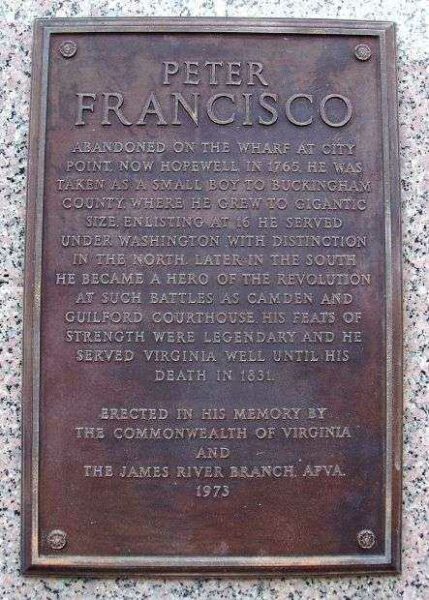 PETER
FRANCISCO
ABANDONED ON THE WHARF AT CITY
POINT, NOW HOPEWELL, IN 1765, HE WAS
TAKEN AS A SMALL BOY TO BUCKINGHAM
COUNTY WHERE HE GREW TO GIGANTIC
SIZE. ENLISTING AT 16 HE SERVED
UNDER WASHINGTON WITH DISTINCTION
IN THE NORTH. LATER IN THE SOUTH
HE BECAME A HERO OF THE REVOLUTION
AT SUCH BATTLES AS CAMDEN AND
GUILFORD COURTHOUSE. HIS FEATS OF
STRENGTH WERE LEGENDARY AND HE
SERVED VIRGINIA WELL UNTIL HIS
DEATH IN 1831.
ERECTED IN HIS MEMORY BY
THE COMMONWEALTH OF VIRGINIA
AND
THE JAMES RIVER BRANCH, APVA.
1973